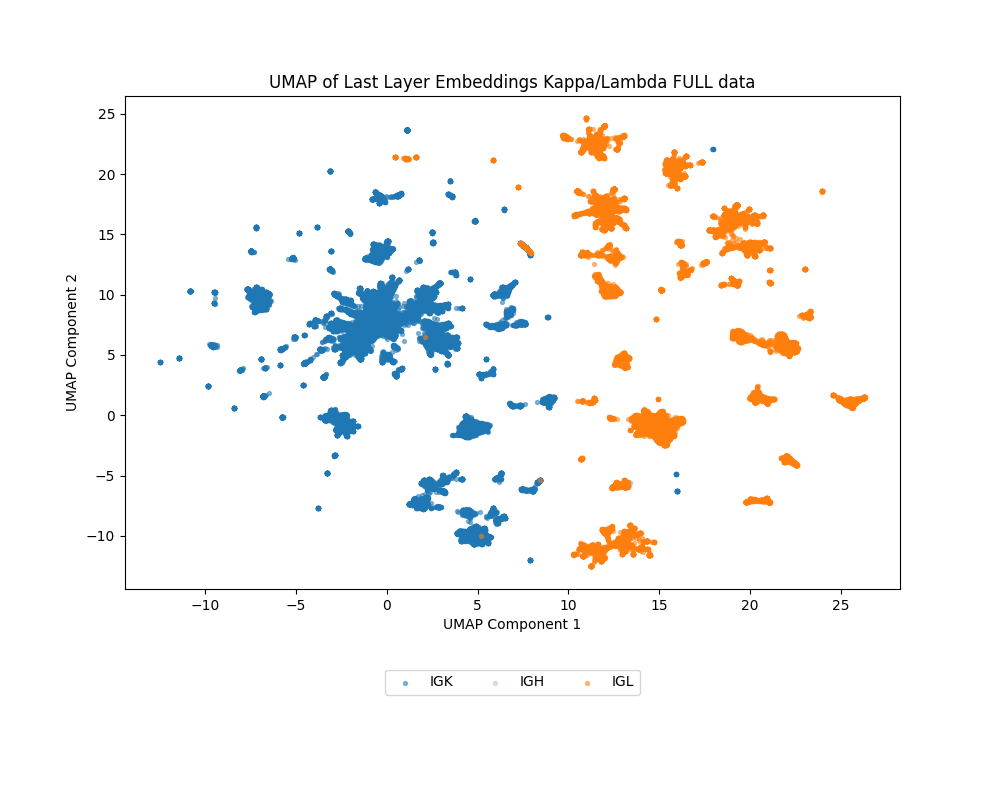 UMAP of Last Layer Embeddings Kappa/Lambda FULL data
25
20
15
10
5
0
−5
−10
UMAP Component 2
−10 −5 0 5 10 15 20 25
UMAP Component 1
IGK IGH IGL